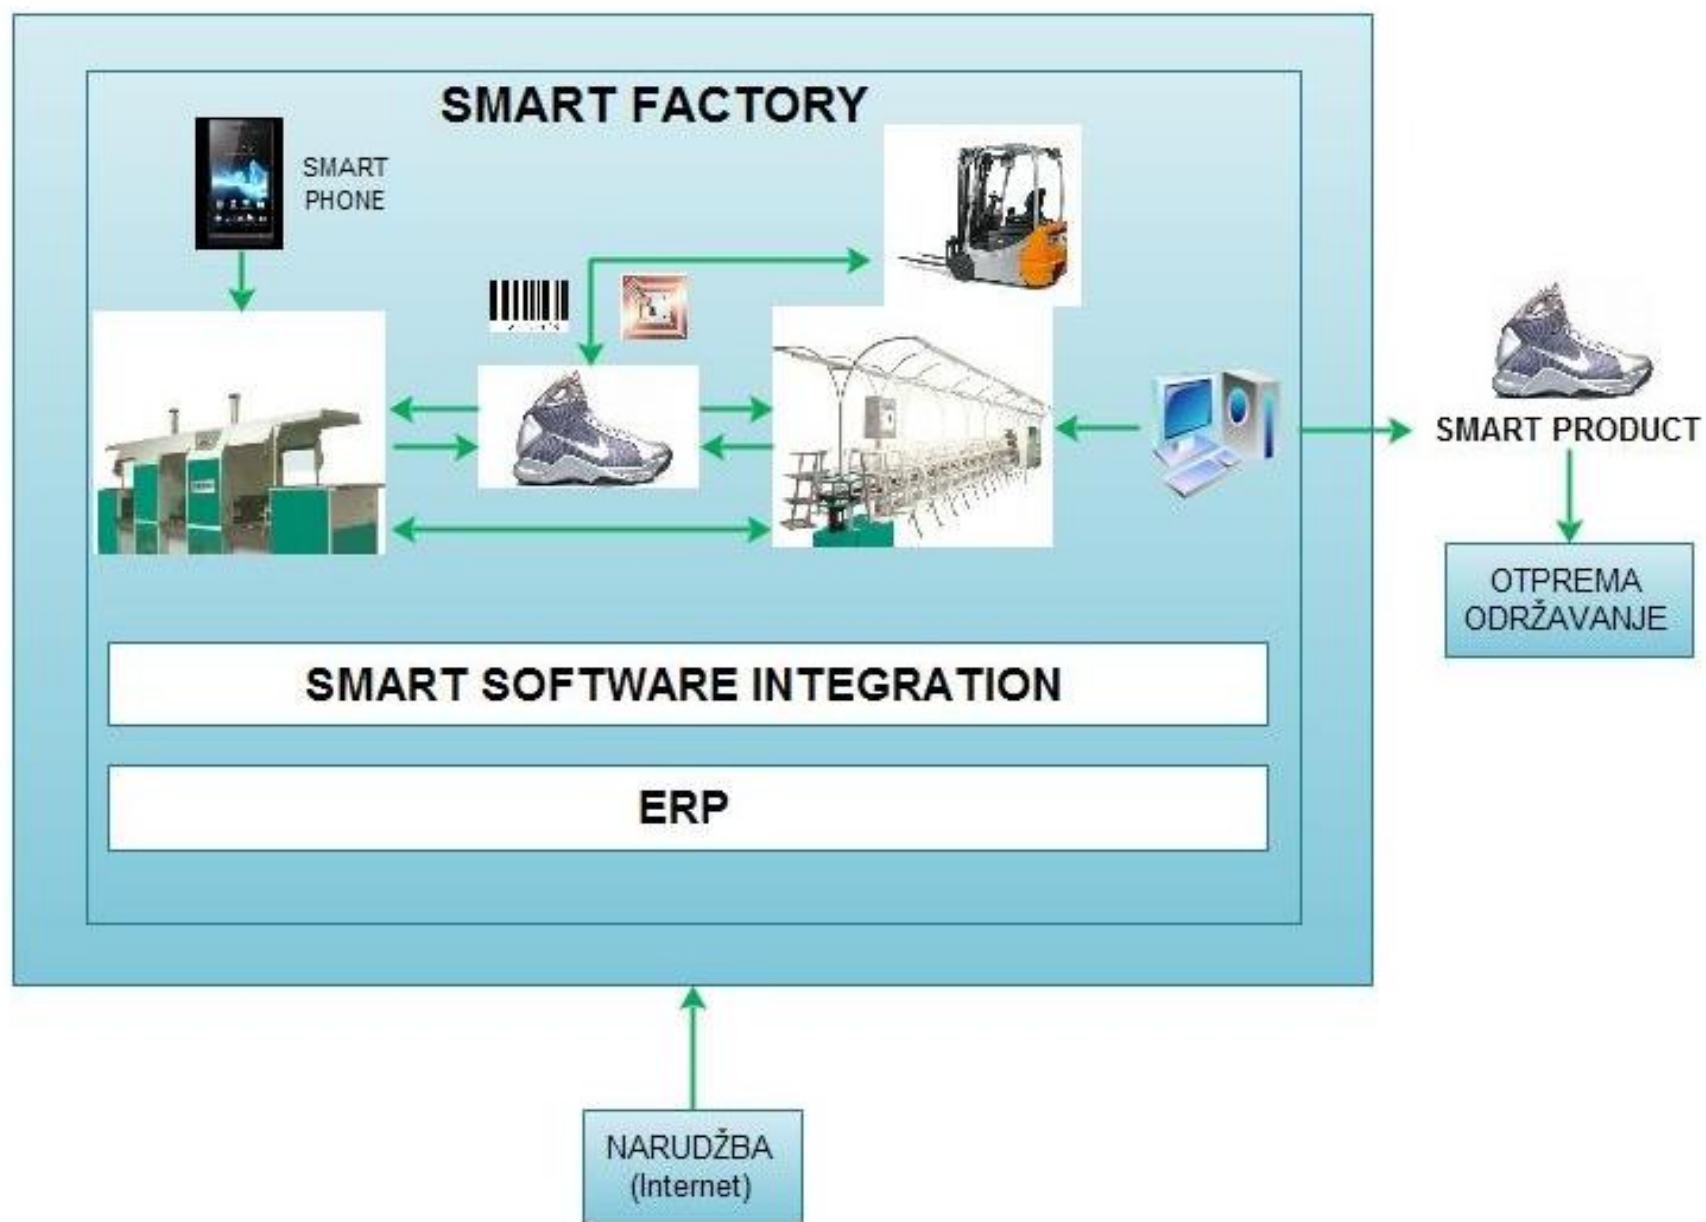 SMART FACTORY
SMART
PHONE
SMART PRODUCT
OTPREMA
ODRŽAVANJE
SMART SOFTWARE INTEGRATION
ERP
NARUDŽBA
(Internet)